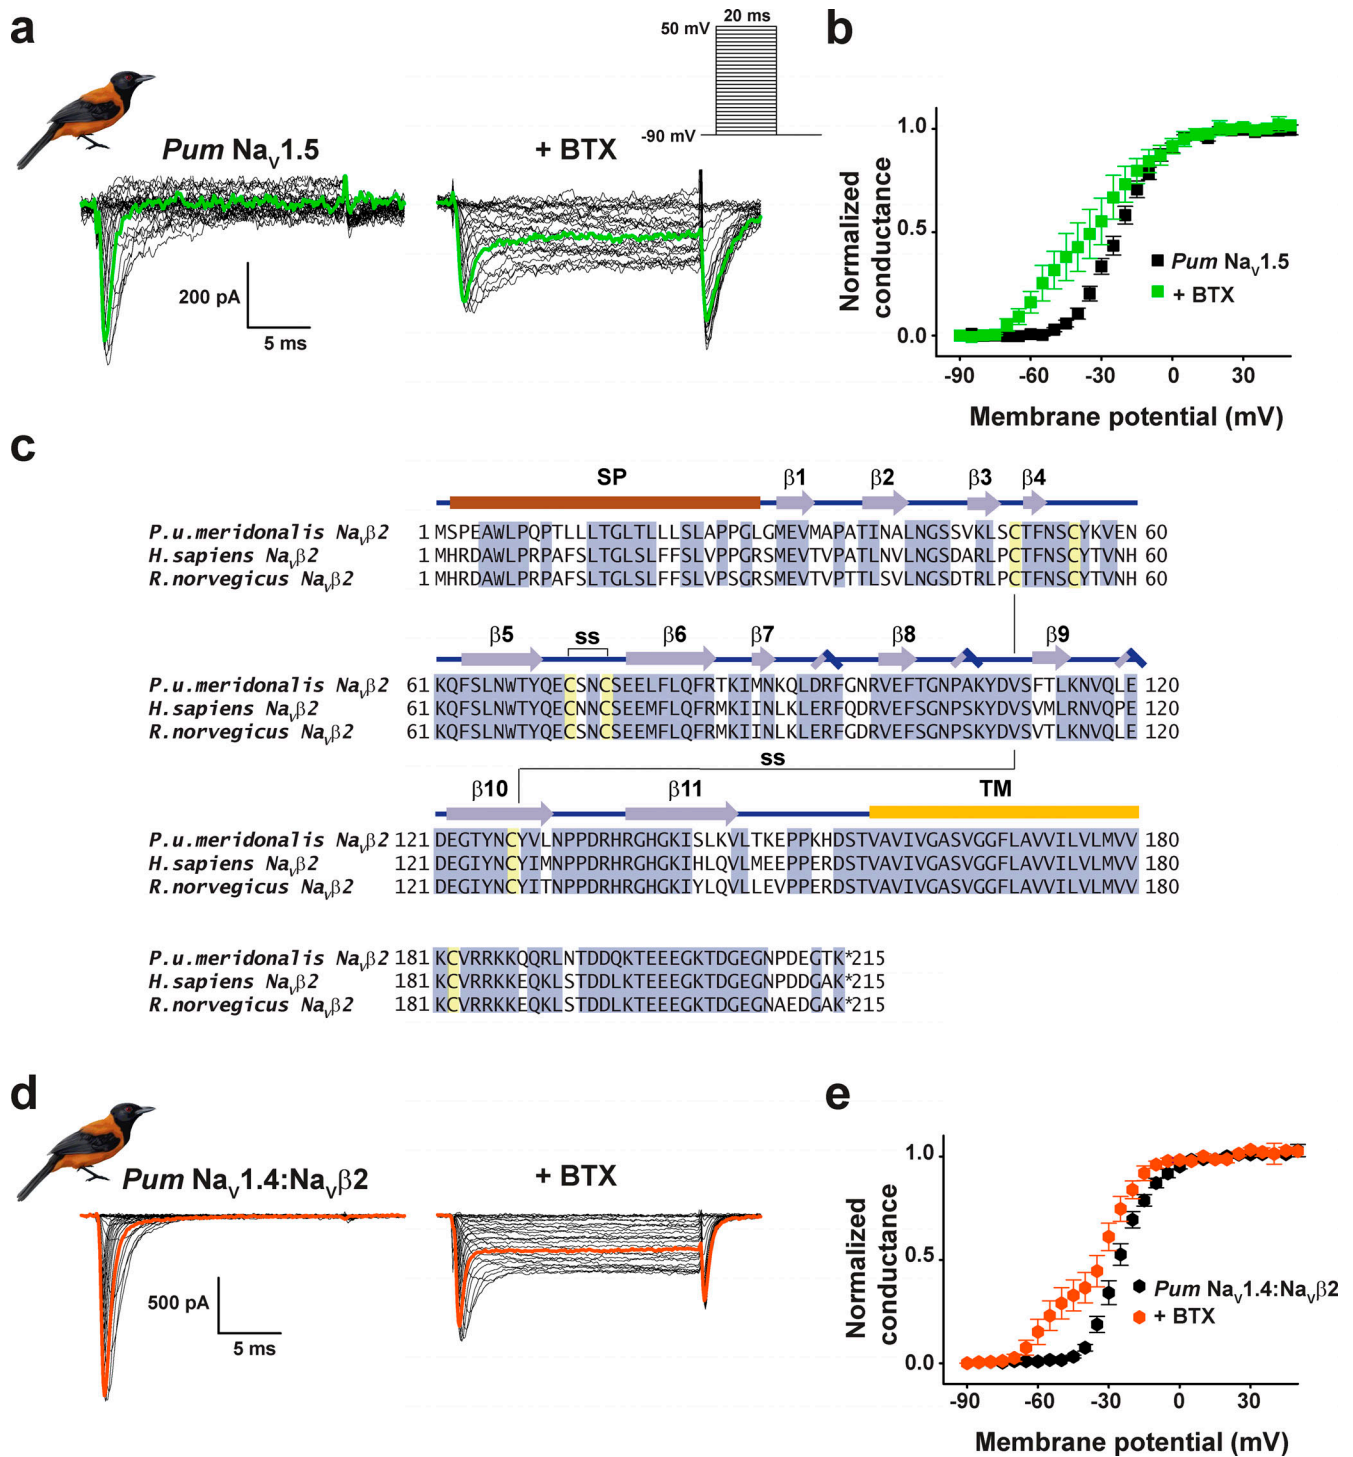 a
50 mV
20 ms
-90 mV
Pum NaV1.5
+ BTX
200 pA
5 ms
b
Normalized conductance
1.0
0.5
0.0
Pum NaV1.5
+ BTX
-90 -60 -30 0 30
Membrane potential (mV)
c
SP β1 β2 β3 β4
P.u.meridonalis NaVβ2 1 MSPEAWLPQPTLLLTGLTLLLSLAPPGLGMEVMAPATINALNGSSVKLSCTFNSCYKVEN 60
H.sapiens NaVβ2 1 MHRDAWLPRPAFSLTGLSLFFSLVPSGRSMEVTVPATLNVLNGSDARLPCTFNSCYTVNH 60
R.norvegicus NaVβ2 1 MHRDAWLPRPAFSLTGLSLFFSLVPSGRSMEVTVPTTLSVLNGSDTRLPCTFNSCYTVNH 60
β5 ss β6 β7 β8 β9
P.u.meridonalis NaVβ2 61 KQFSLNWTYQECSNCSEELFLQFRTKIMNKQLDRFGNRVEFTGNPAKYDVSFTLKNVQLE 120
H.sapiens NaVβ2 61 KQFSLNWTYQECNNCSEEMFLQFRMKIINLKLERFQDRVEFSGNPSKYDVSVMLRNVQPE 120
R.norvegicus NaVβ2 61 KQFSLNWTYQECSNCSEEMFLQFRMKIINLKLERFGDRVEFSGNPSKYDVSVTLKNVQLE 120
ss
β10 β11 TM
P.u.meridonalis NaVβ2 121 DEGTYNCYVLNPPDRHRGHGKISLKVLTKEPPKHDSTVAVIVGASVGGFLAVVILVLMVV 180
H.sapiens NaVβ2 121 DEGIYNCYIMNPPDRHRGHGKIHLQVLMEEPPERDSTVAVIVGASVGGFLAVVILVLMVV 180
R.norvegicus NaVβ2 121 DEGIYNCYITNPPDRHRGHGKIYLQVLLEVPPERDSTVAVIVGASVGGFLAVVILVLMVV 180
P.u.meridonalis NaVβ2 181 KCVRRKKQQRLNTDDQKTEEEGKTDGEGNPDEGTK*215
H.sapiens NaVβ2 181 KCVRRKKEQKLSTDDLKTEEEGKTDGEGNPDDGAK*215
R.norvegicus NaVβ2 181 KCVRRKKEQKLSTDDLKTEEEGKTDGEGNAEDGAK*215
d
Pum NaV1.4:NaVβ2
+ BTX
500 pA
5 ms
e
Normalized conductance
1.0
0.5
0.0
Pum NaV1.4:NaVβ2
+ BTX
-90 -60 -30 0 30
Membrane potential (mV)